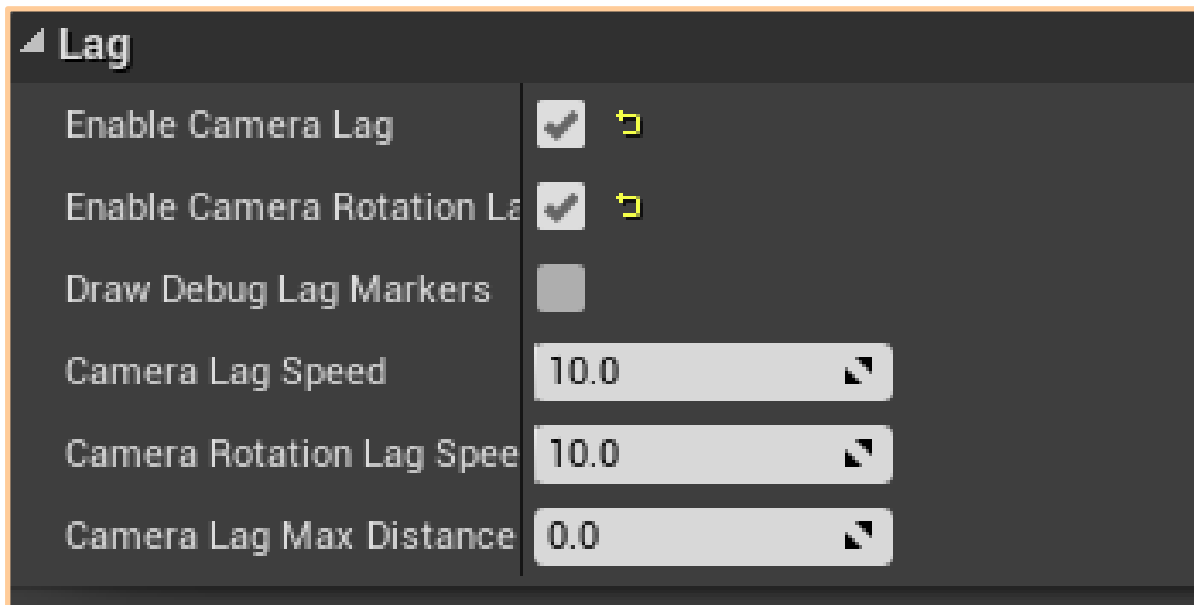 Lag
Enable Camera Lag
Enable Camera Rotation La
Draw Debug Lag Markers
Camera Lag Speed 10.0
Camera Rotation Lag Spee 10.0
Camera Lag Max Distance 0.0